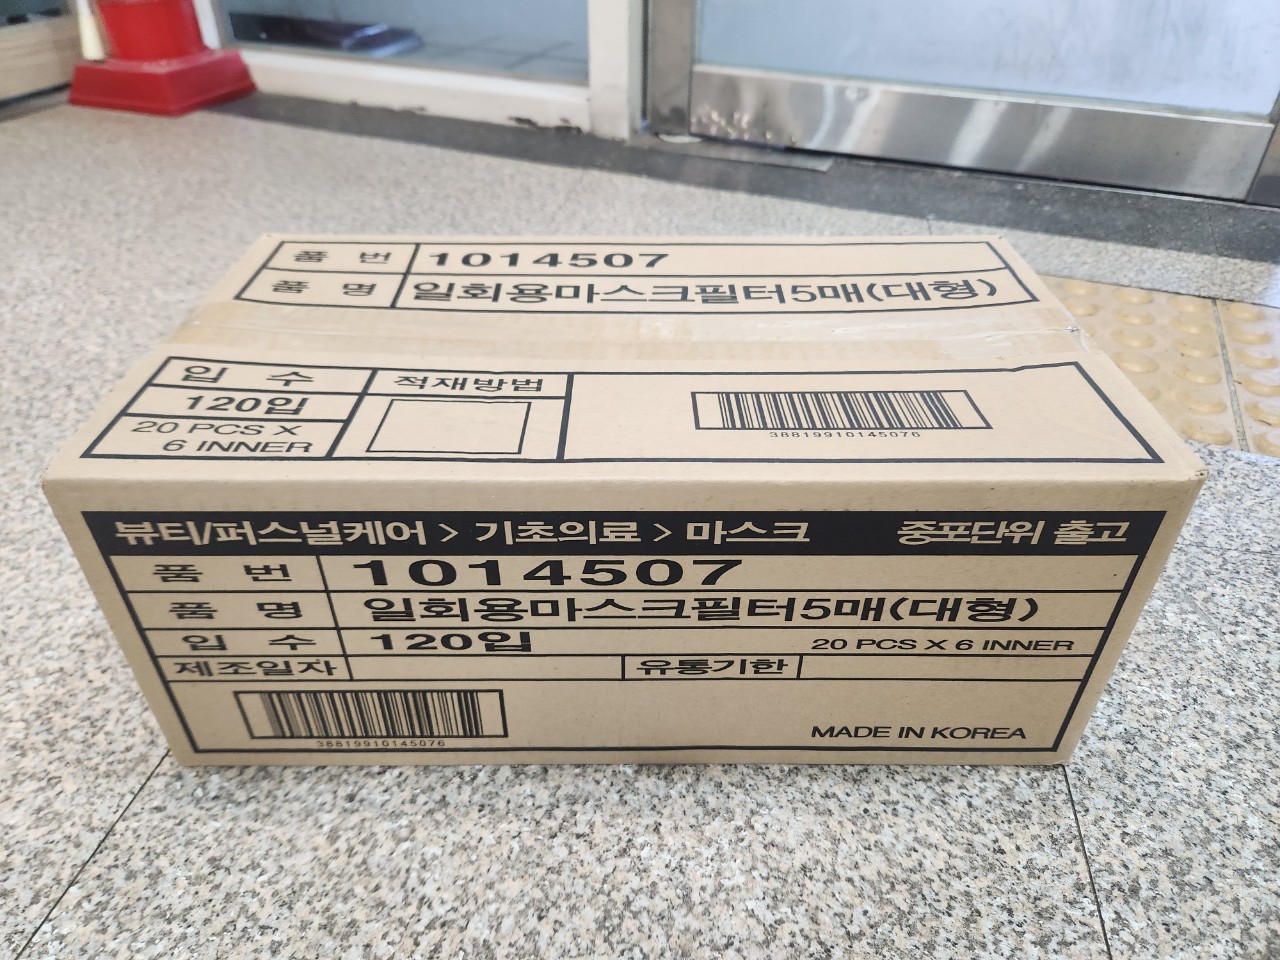 품 번 1014507
품 명 일회용마스크필터5매(대형)
입 수 적재방법
120입
20 PCS X
6 INNER
38819910145076
뷰티/퍼스널케어 > 기초의료 > 마스크 중포단위 출고
품 번 1014507
품 명 일회용마스크필터5매(대형)
입 수 120입 20 PCS X 6 INNER
제조일자 유통기한
38819910145076
MADE IN KOREA